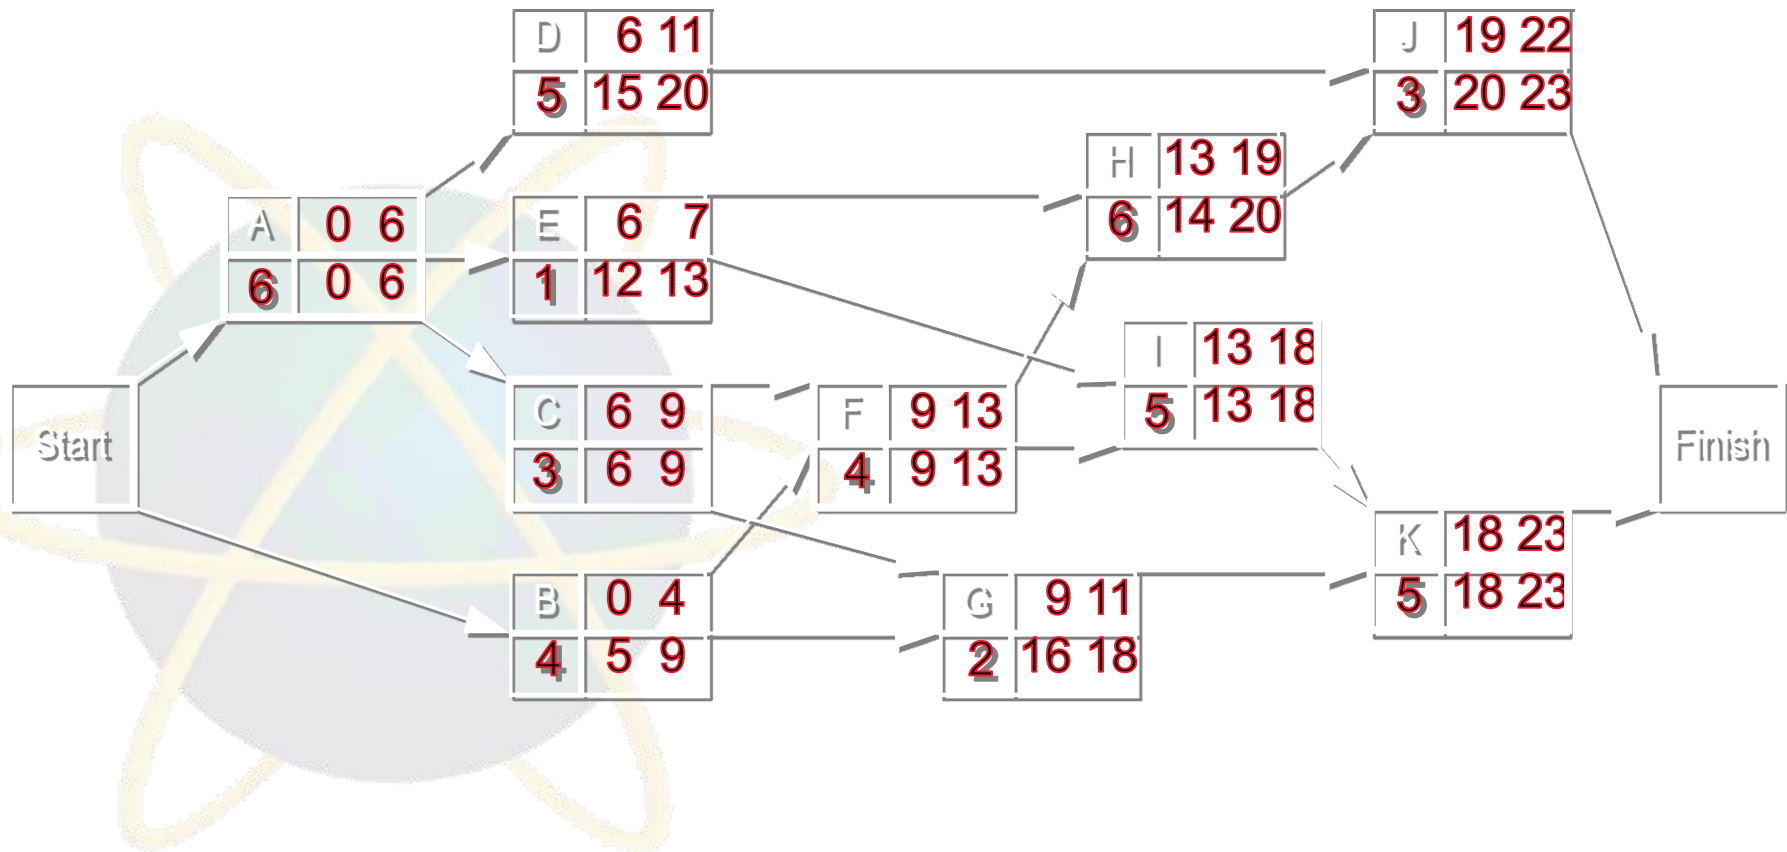 D 6 11
5 15 20
J 19 22
3 20 23
H 13 19
6 14 20
A 0 6
6 0 6
E 6 7
1 12 13
I 13 18
5 13 18
Start
C 6 9
3 6 9
F 9 13
4 9 13
Finish
K 18 23
5 18 23
B 0 4
4 5 9
G 9 11
2 16 18